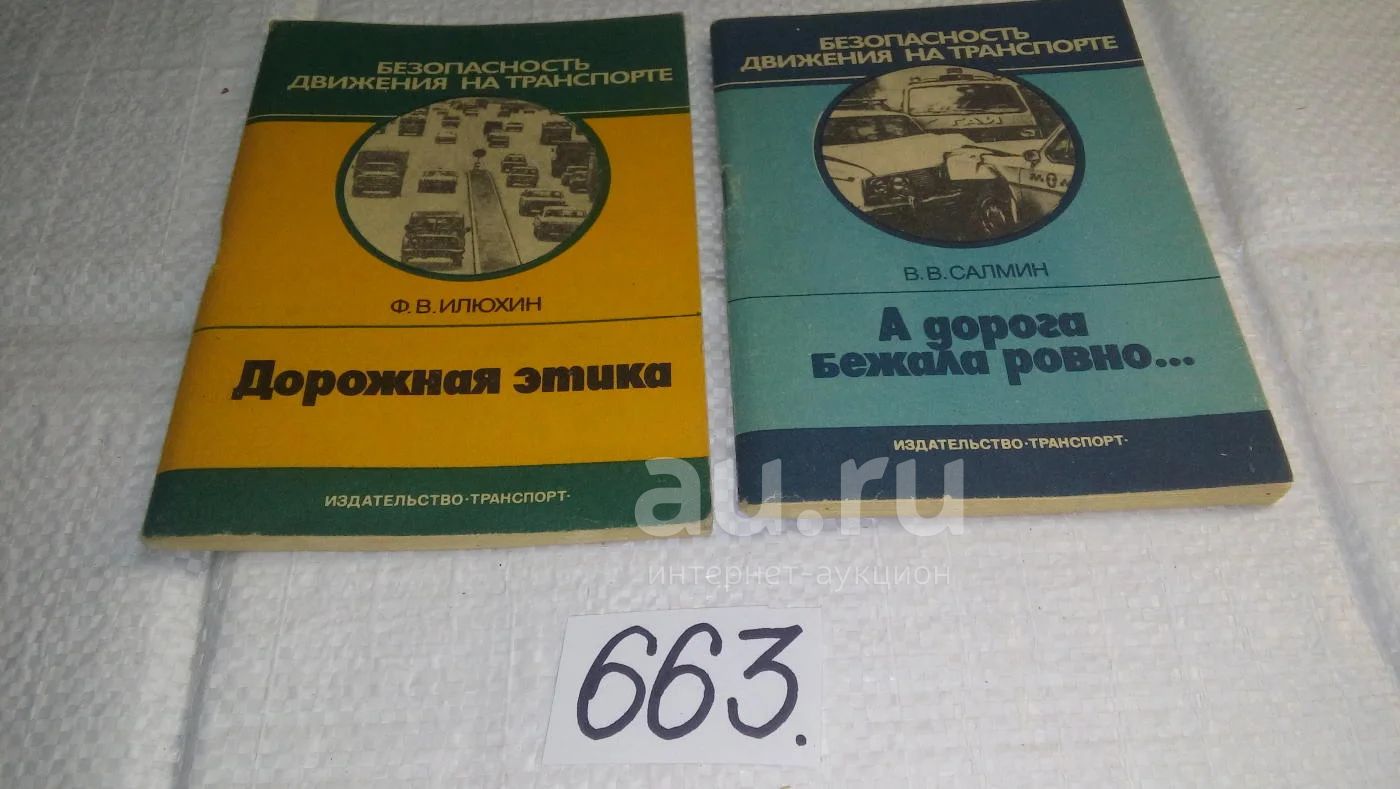 БЕЗОПАСНОСТЬ
ДВИЖЕНИЯ НА ТРАНСПОРТЕ
Ф. В. ИЛЮХИН
Дорожная этика
ИЗДАТЕЛЬСТВО·ТРАНСПОРТ·
БЕЗОПАСНОСТЬ
ДВИЖЕНИЯ НА ТРАНСПОРТЕ
ГАИ
В. В. САЛМИН
А дорога
бежала ровно...
ИЗДАТЕЛЬСТВО·ТРАНСПОРТ·
au.ru
интернет-аукцион
663.